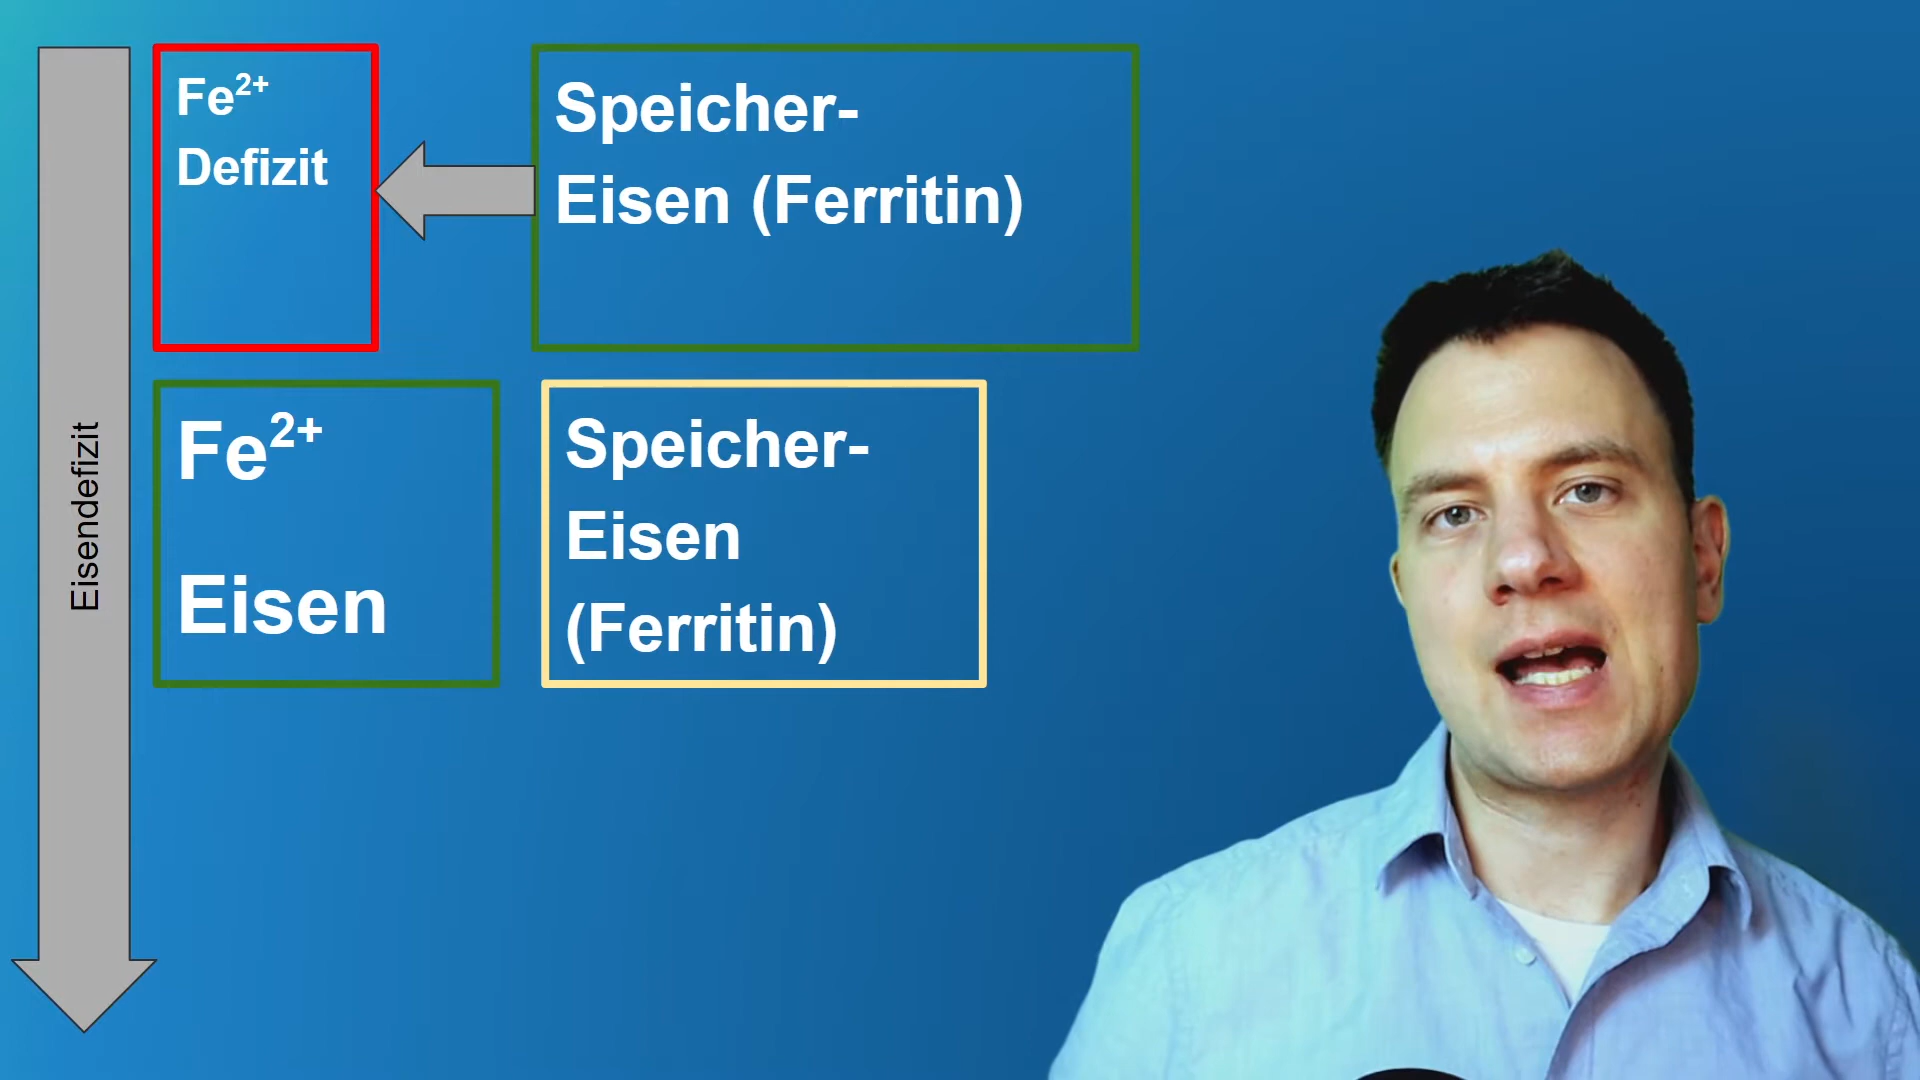 Eisendefizit
Fe²⁺
Defizit
Speicher-
Eisen (Ferritin)
Fe²⁺
Eisen
Speicher-
Eisen
(Ferritin)